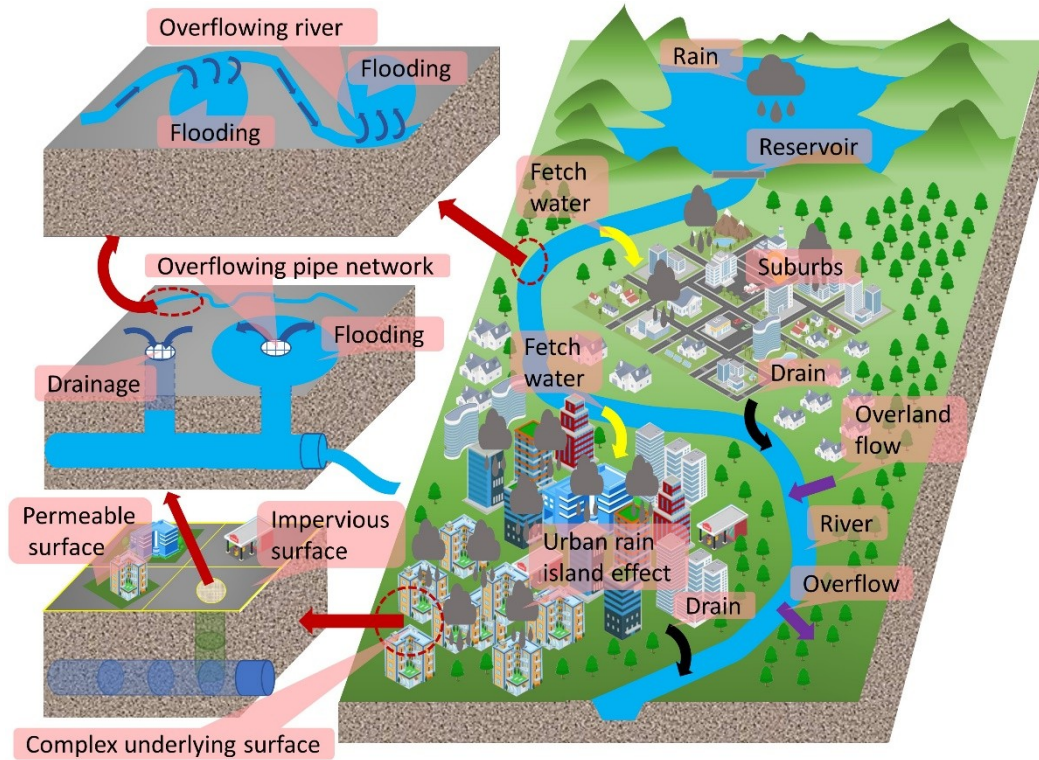 Overflowing river
Flooding
Flooding
Rain
Reservoir
Fetch
water
Suburbs
Overflowing pipe network
Flooding
Drainage
Fetch
water
Drain
Overland
flow
Permeable
surface
Impervious
surface
Urban rain
island effect
River
Drain
Overflow
Complex underlying surface